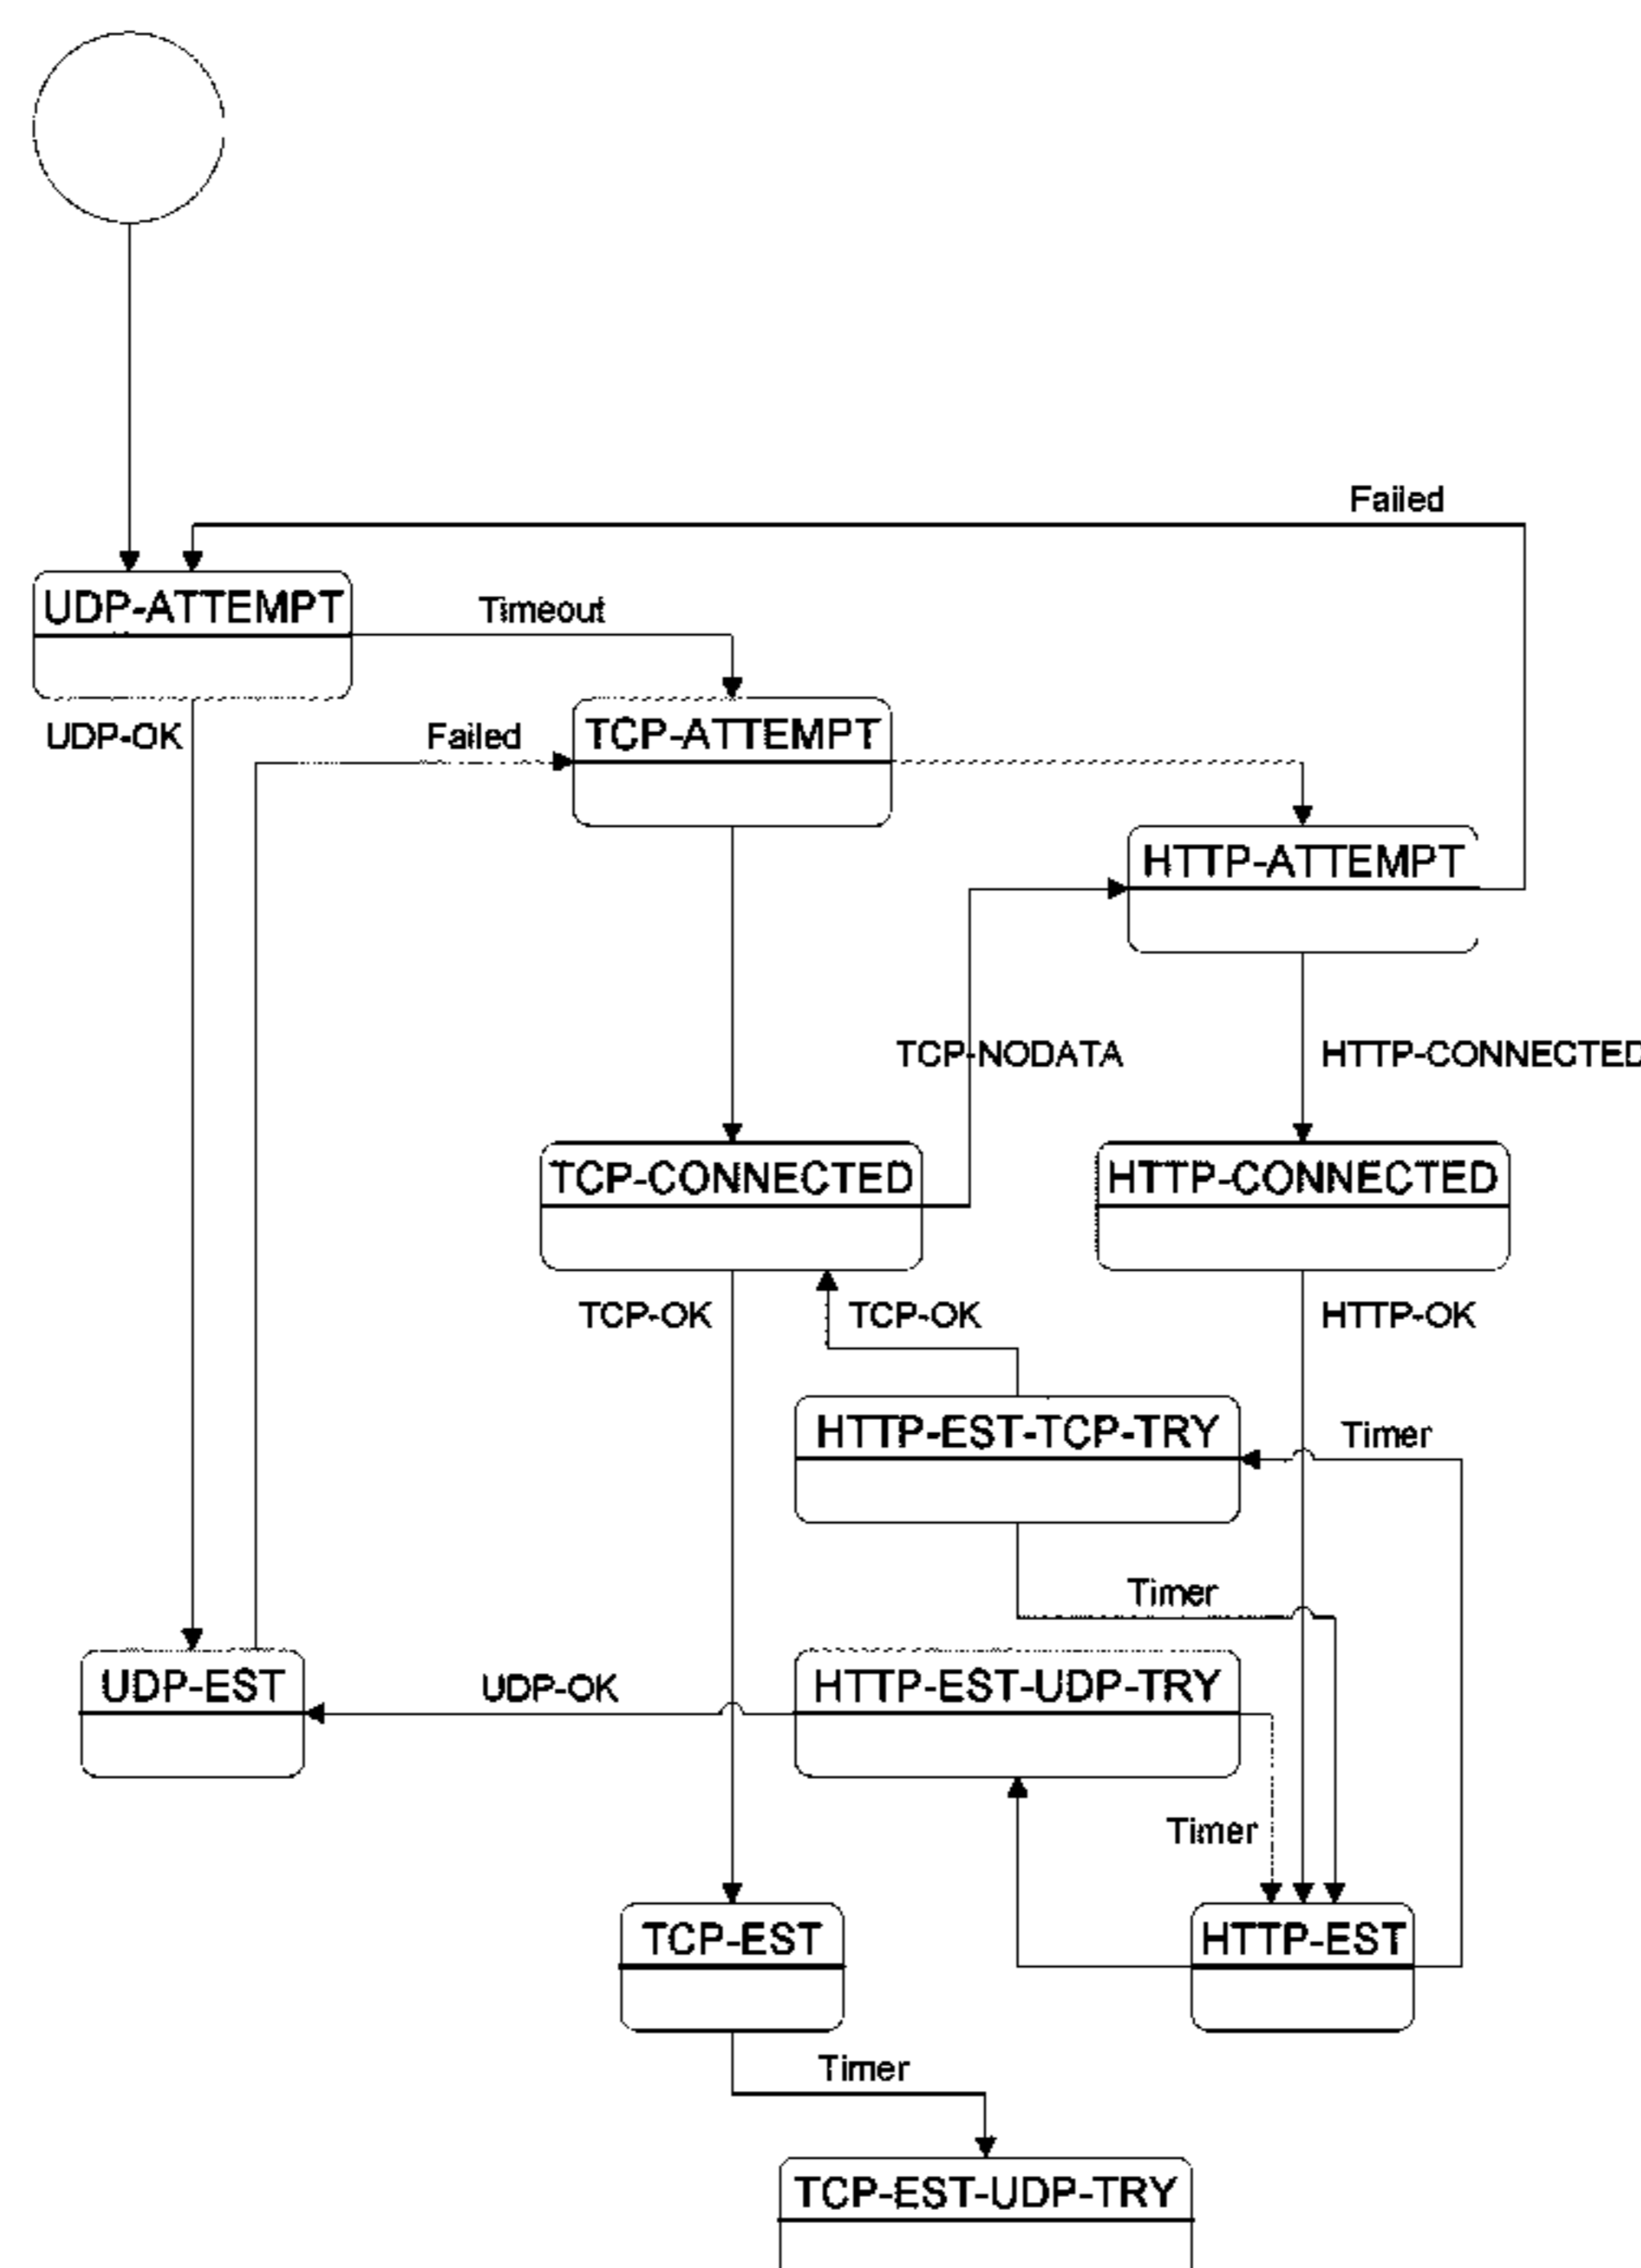 Failed
UDP-ATTEMPT
Timeout
UDP-OK
Failed
TCP-ATTEMPT
HTTP-ATTEMPT
TCP-NODATA
HTTP-CONNECTED
TCP-CONNECTED
HTTP-CONNECTED
TCP-OK
TCP-OK
HTTP-OK
HTTP-EST-TCP-TRY
Timer
Timer
UDP-EST
UDP-OK
HTTP-EST-UDP-TRY
Timer
TCP-EST
HTTP-EST
Timer
TCP-EST-UDP-TRY